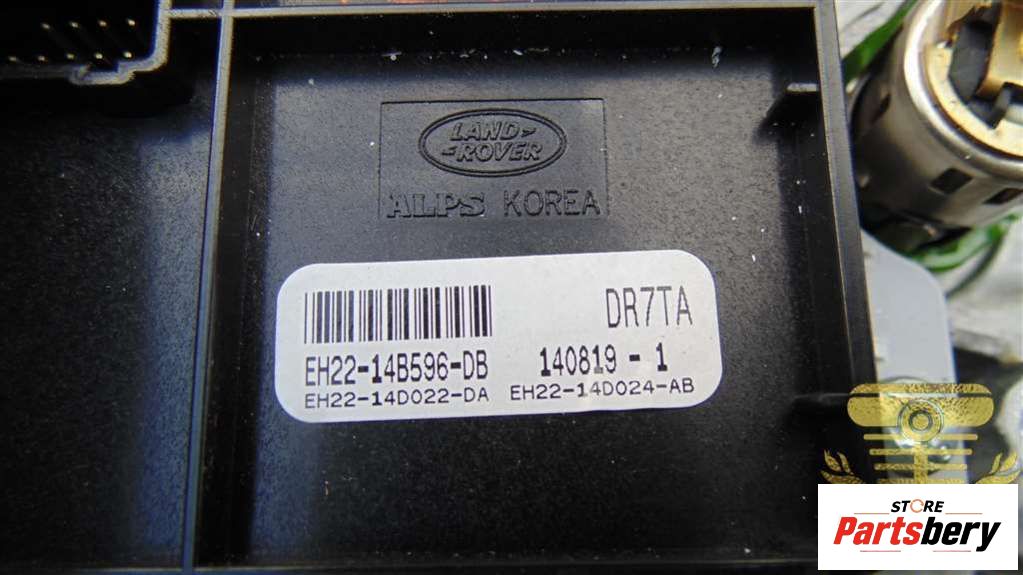 LAND
ROVER
ALPS KOREA
DR7TA
EH22-14B596-DB 140819 - 1
EH22-14D022-DA EH22-14D024-AB
STORE
Partsbery